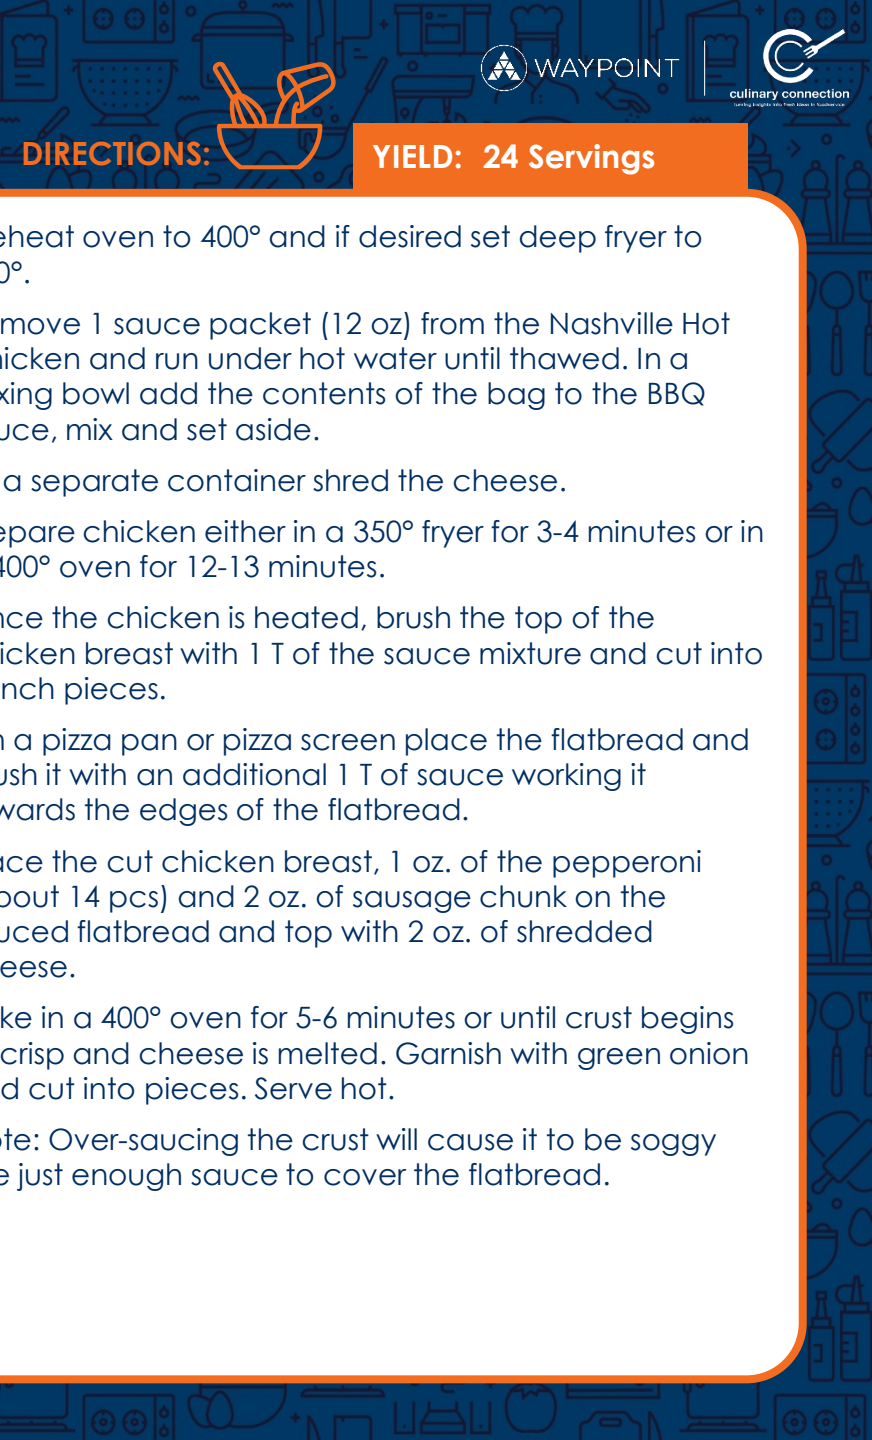 WAYPOINT
culinary connection
turning insights into fresh ideas in foodservice
DIRECTIONS:
YIELD: 24 Servings
eheat oven to 400° and if desired set deep fryer to
0°.
move 1 sauce packet (12 oz) from the Nashville Hot
icken and run under hot water until thawed. In a
xing bowl add the contents of the bag to the BBQ
uce, mix and set aside.
a separate container shred the cheese.
epare chicken either in a 350° fryer for 3-4 minutes or in
400° oven for 12-13 minutes.
nce the chicken is heated, brush the top of the
icken breast with 1 T of the sauce mixture and cut into
nch pieces.
n a pizza pan or pizza screen place the flatbread and
ush it with an additional 1 T of sauce working it
wards the edges of the flatbread.
ace the cut chicken breast, 1 oz. of the pepperoni
bout 14 pcs) and 2 oz. of sausage chunk on the
uced flatbread and top with 2 oz. of shredded
eese.
ke in a 400° oven for 5-6 minutes or until crust begins
crisp and cheese is melted. Garnish with green onion
d cut into pieces. Serve hot.
te: Over-saucing the crust will cause it to be soggy
e just enough sauce to cover the flatbread.